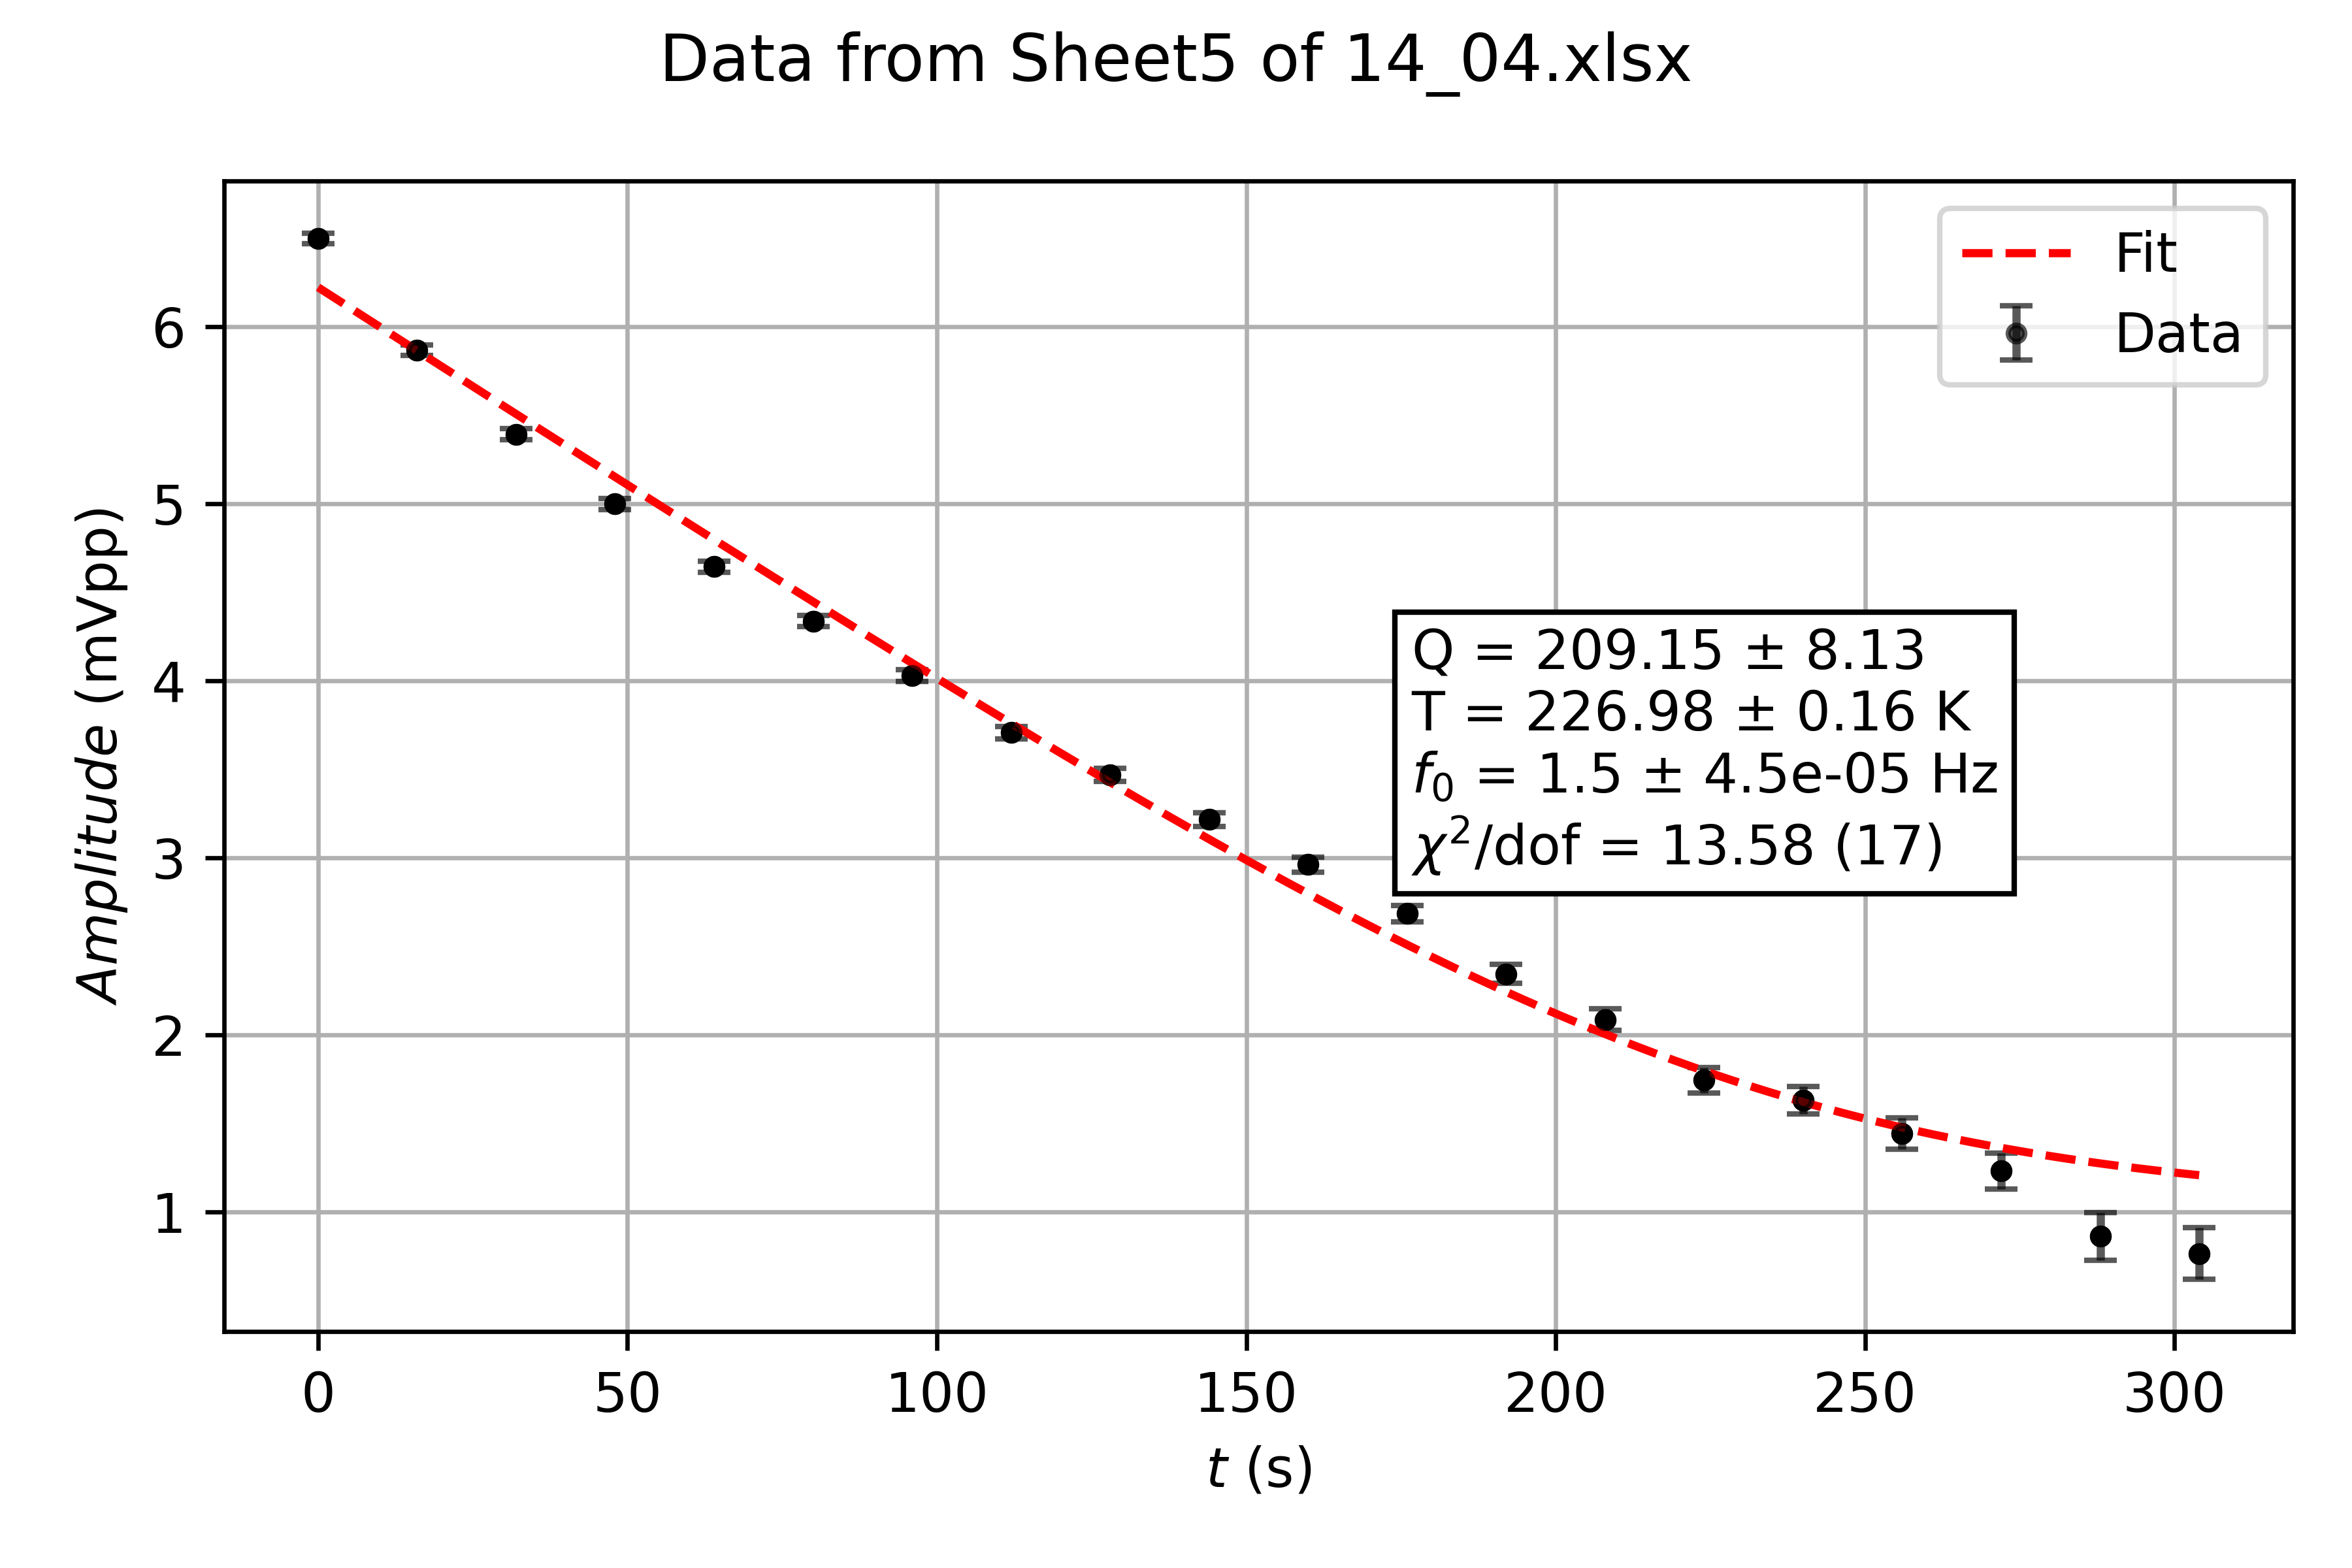 Data from Sheet5 of 14_04.xlsx
Fit
Data
Q = 209.15 ± 8.13
T = 226.98 ± 0.16 K
f₀ = 1.5 ± 4.5e-05 Hz
χ²/dof = 13.58 (17)
Amplitude (mVpp)
6
5
4
3
2
1
0 50 100 150 200 250 300
t (s)